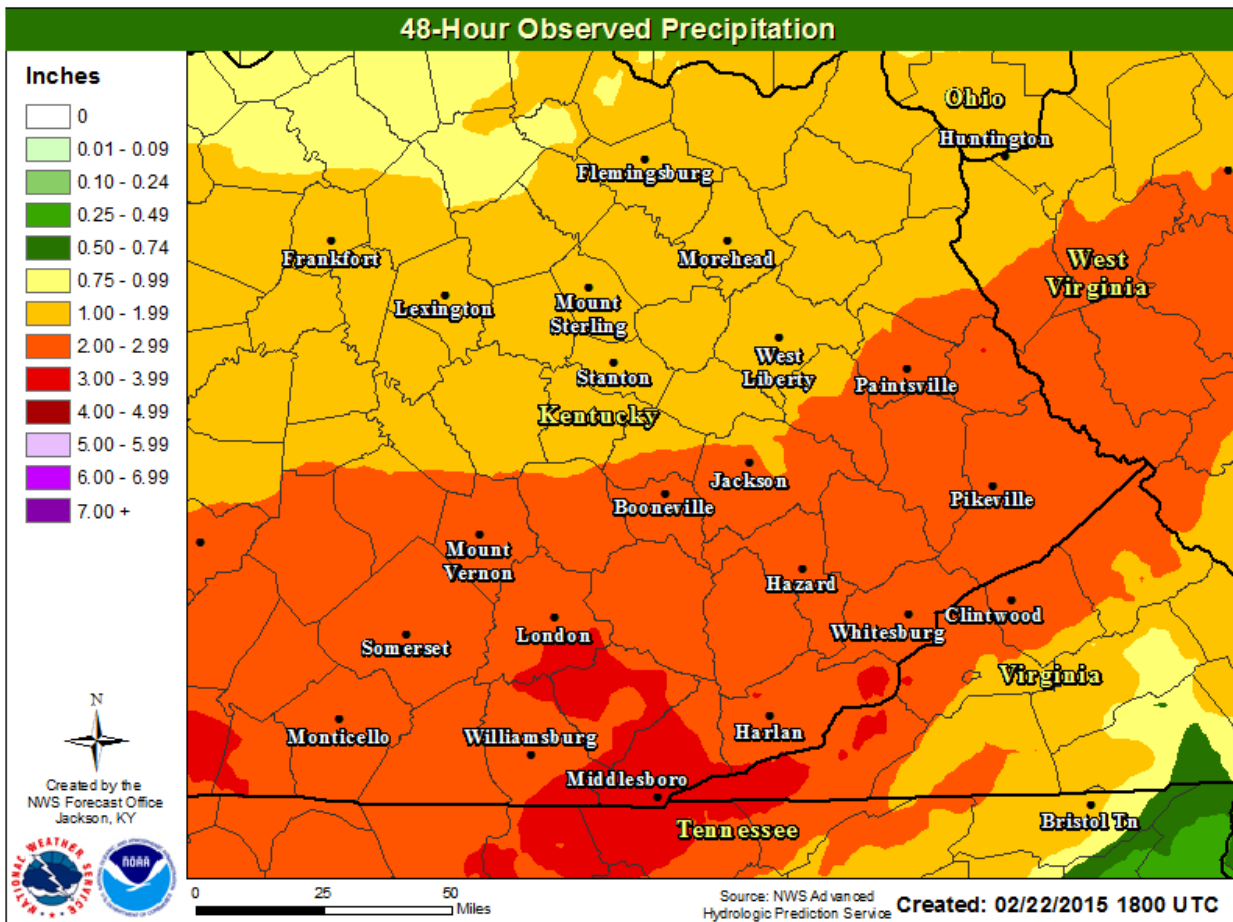 48-Hour Observed Precipitation
Inches
0
0.01 - 0.09
0.10 - 0.24
0.25 - 0.49
0.50 - 0.74
0.75 - 0.99
1.00 - 1.99
2.00 - 2.99
3.00 - 3.99
4.00 - 4.99
5.00 - 5.99
6.00 - 6.99
7.00 +
Ohio
Huntington
Flemingsburg
Frankfort
Morehead
West
Virginia
Lexington
Mount
Sterling
West
Liberty
Stanton
Paintsville
Kentucky
Jackson
Booneville
Pikeville
Mount
Vernon
Hazard
Clintwood
London
Whitesburg
Somerset
Virginia
Monticello
Williamsburg
Harlan
Middlesboro
Tennessee
Bristol Tn
N
Created by the
NWS Forecast Office
Jackson, KY
NATIONAL WEATHER SERVICE
NOAA
0
25
50
Miles
Source: NWS Advanced
Hydrologic Prediction Service
Created: 02/22/2015 1800 UTC